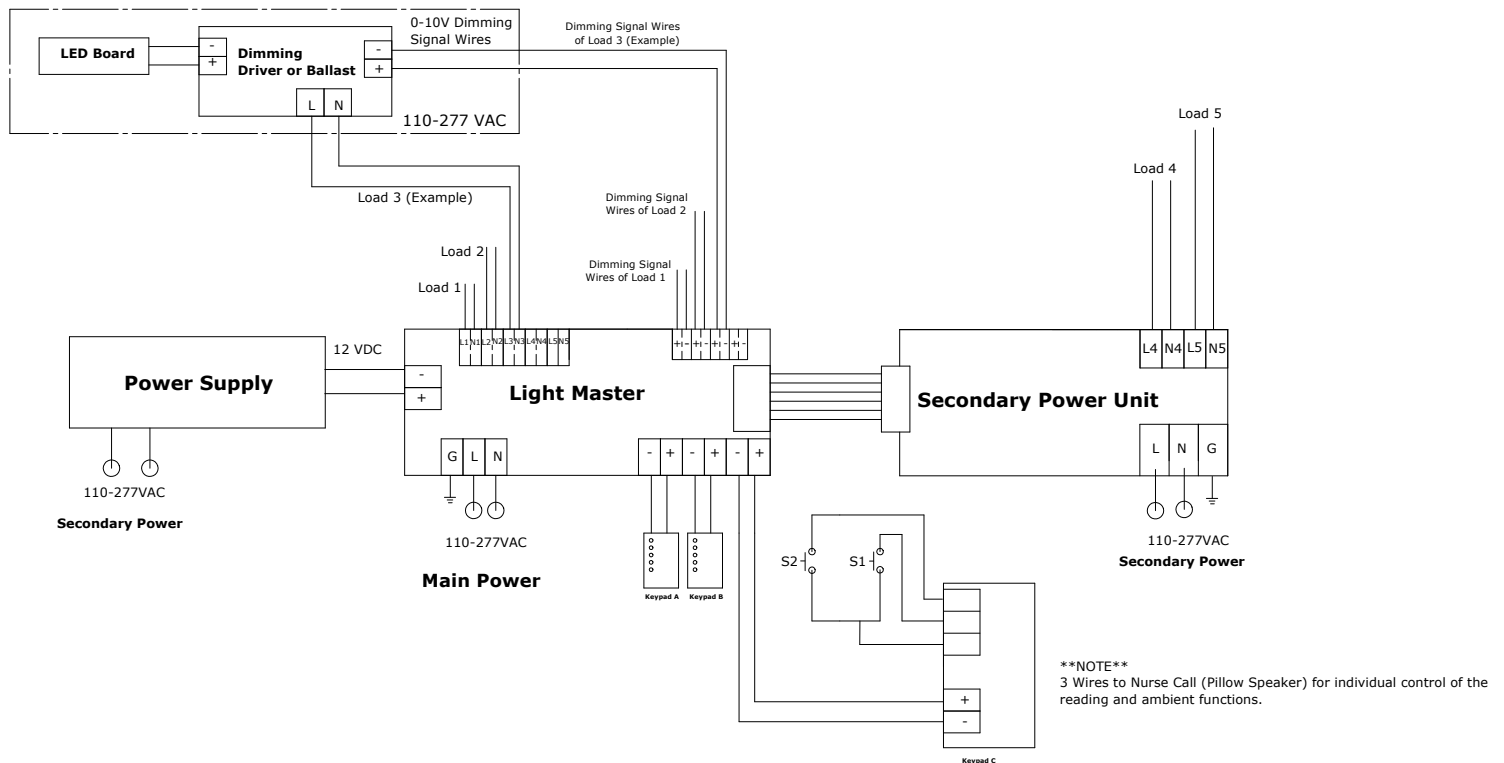 0-10V Dimming
Signal Wires
LED Board
-
+
Dimming
Driver or Ballast
-
+
L N
110-277 VAC
Dimming Signal Wires
of Load 3 (Example)
Load 3 (Example)
Load 2
Load 1
Dimming Signal
Wires of Load 2
Dimming Signal
Wires of Load 1
Load 5
Load 4
Power Supply
110-277VAC
Secondary Power
12 VDC
-
+
L1 N1 L2 N2 L3 N3 L4 N4 L5 N5
+ - + - + - + -
Light Master
G L N
110-277VAC
Main Power
- + - + - +
Keypad A
Keypad B
L4 N4 L5 N5
Secondary Power Unit
L N G
110-277VAC
Secondary Power
S2
S1
+
-
Keypad C
**NOTE**
3 Wires to Nurse Call (Pillow Speaker) for individual control of the
reading and ambient functions.